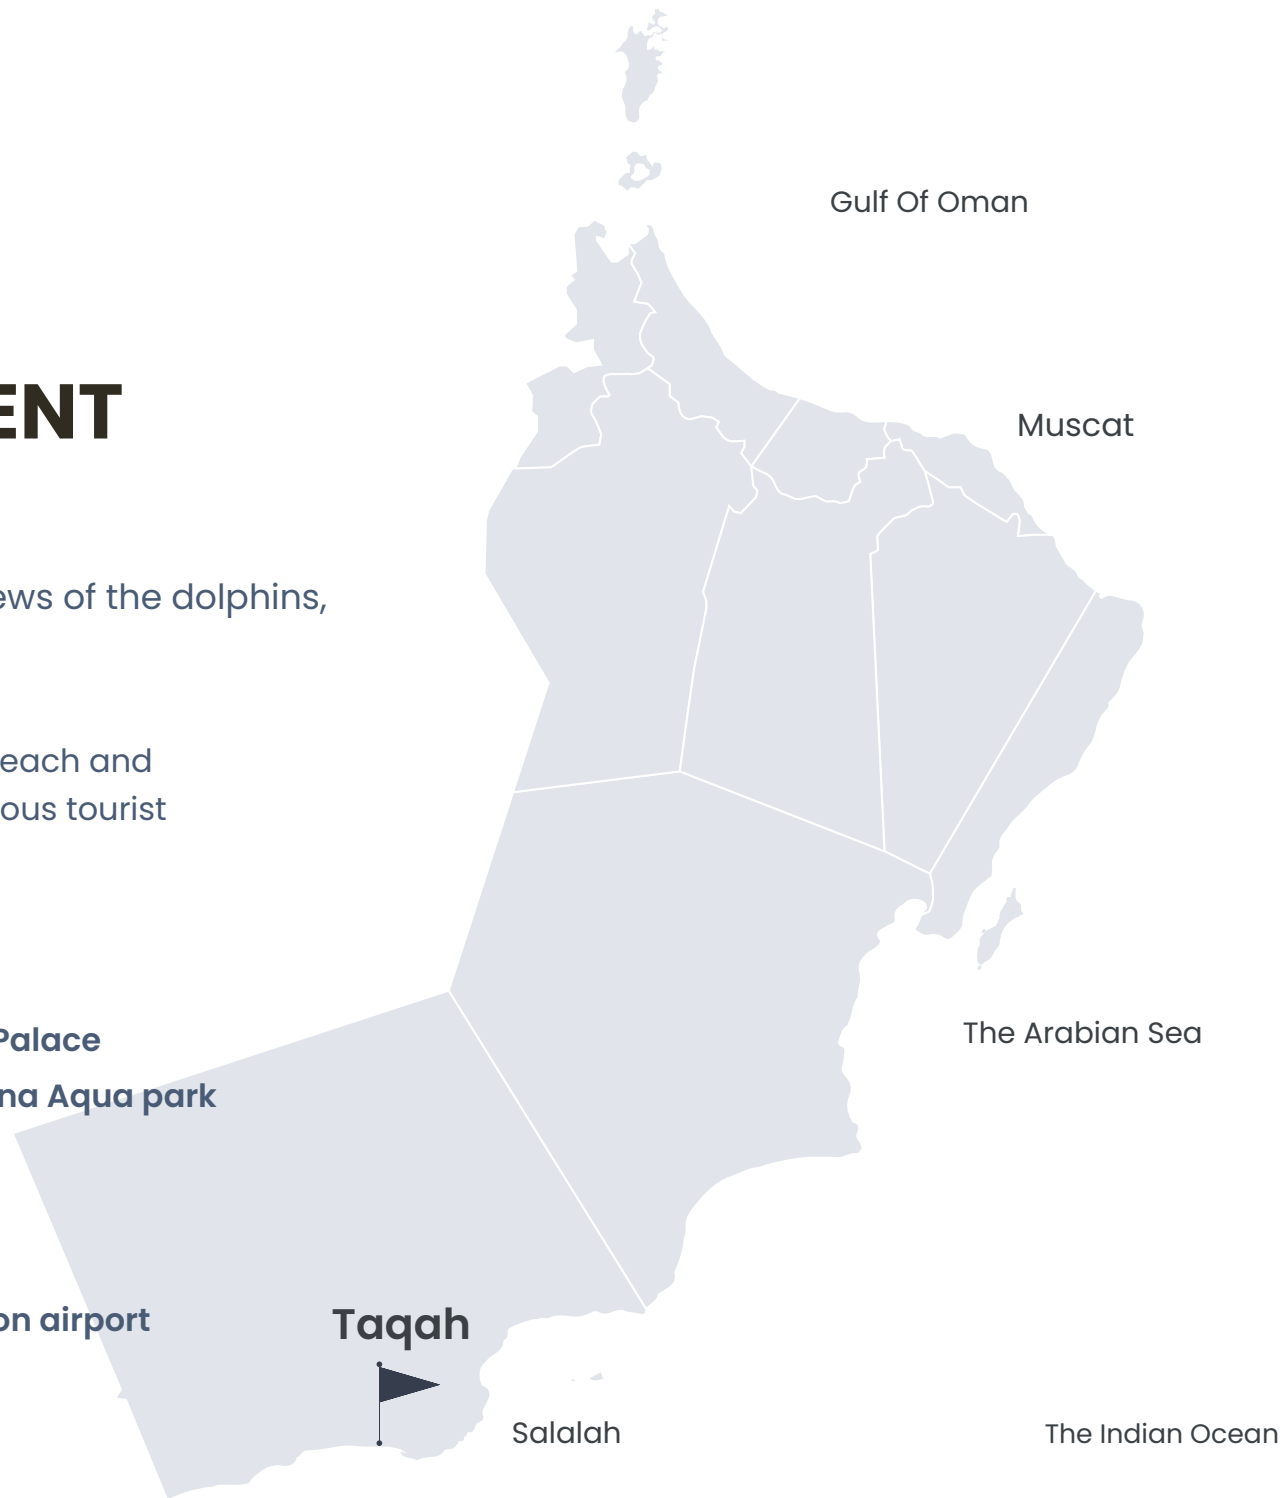 Gulf Of Oman
ENT
Muscat
ews of the dolphins,
each and
ous tourist
The Arabian Sea
Palace
na Aqua park
on airport
Taqah
Salalah
The Indian Ocean